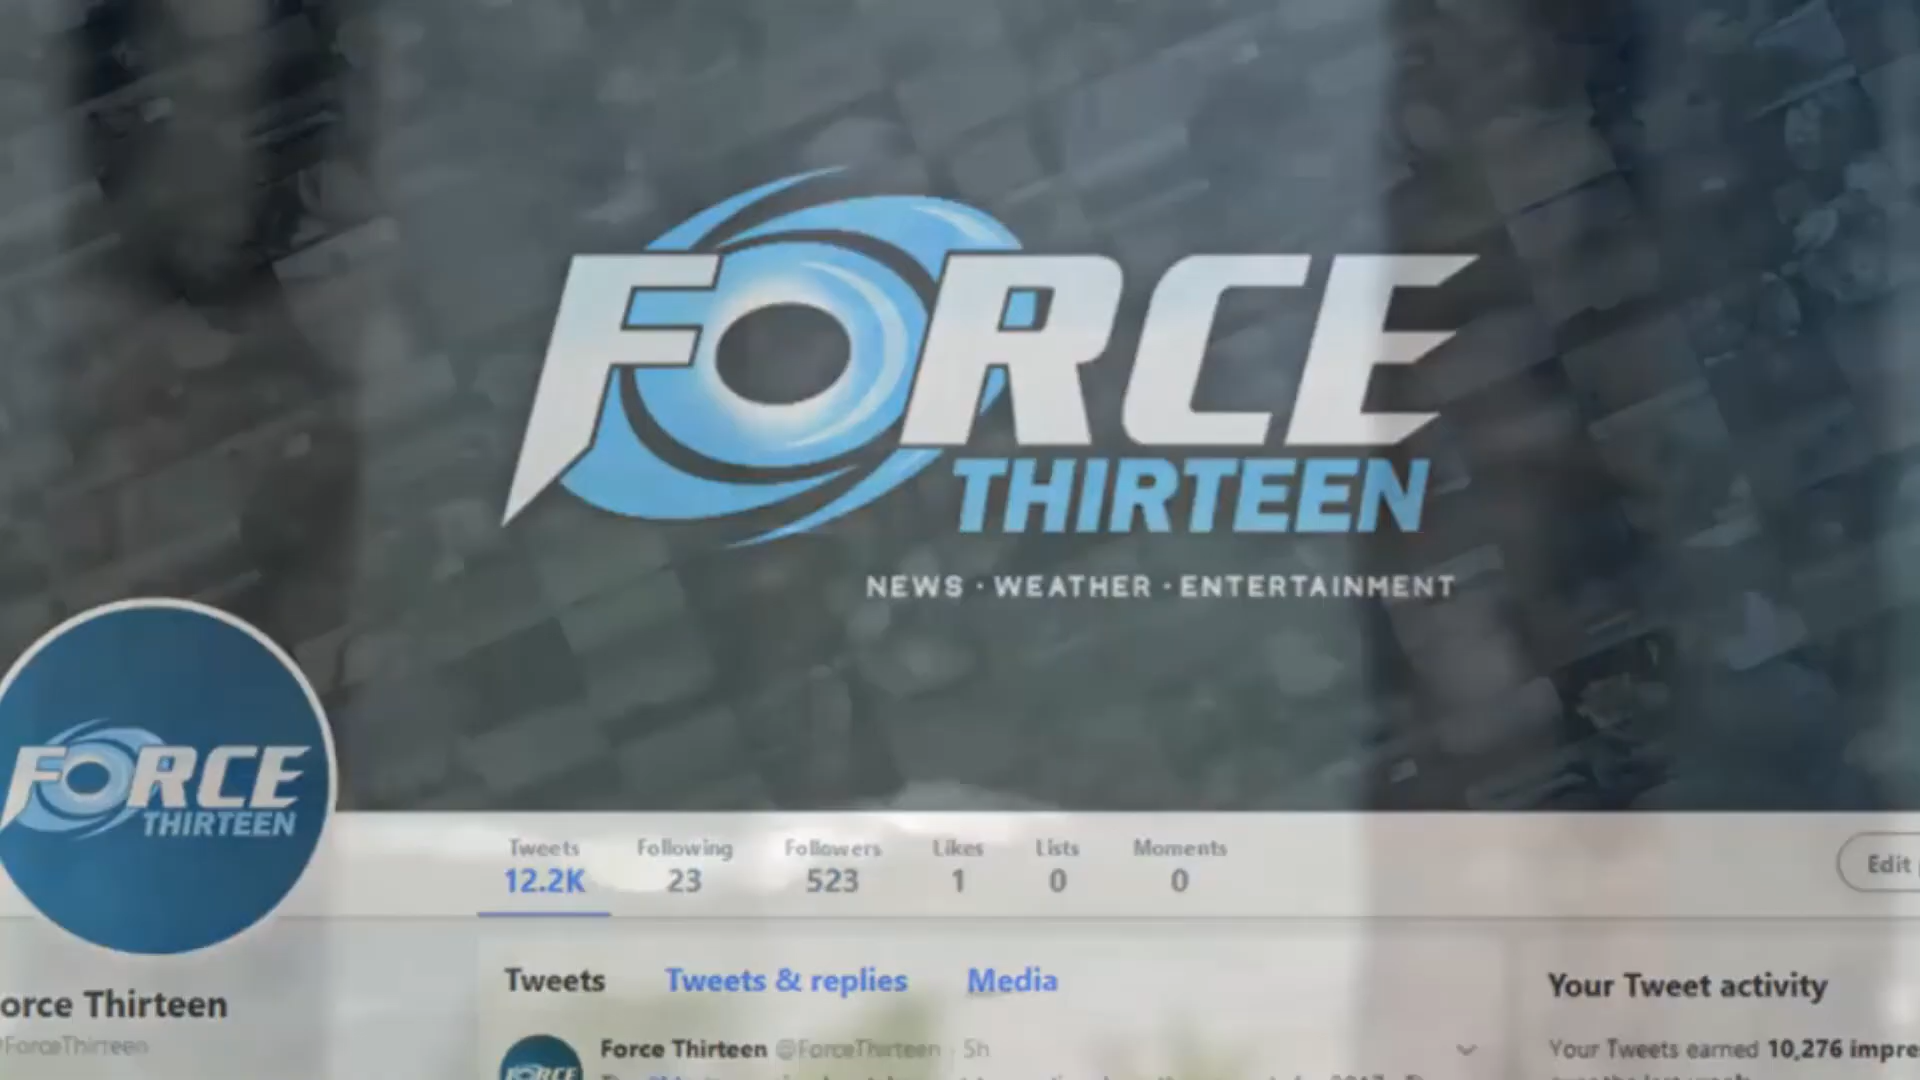 FORCE
THIRTEEN
NEWS · WEATHER · ENTERTAINMENT
FORCE
THIRTEEN
Tweets Following Followers Likes Lists Moments
12.2K 23 523 1 0 0
Edit
Tweets Tweets & replies Media
Your Tweet activity
orce Thirteen
@ForceThirteen
Force Thirteen @ForceThirteen · 5h
Your Tweets earned 10,276 impre
FORCE